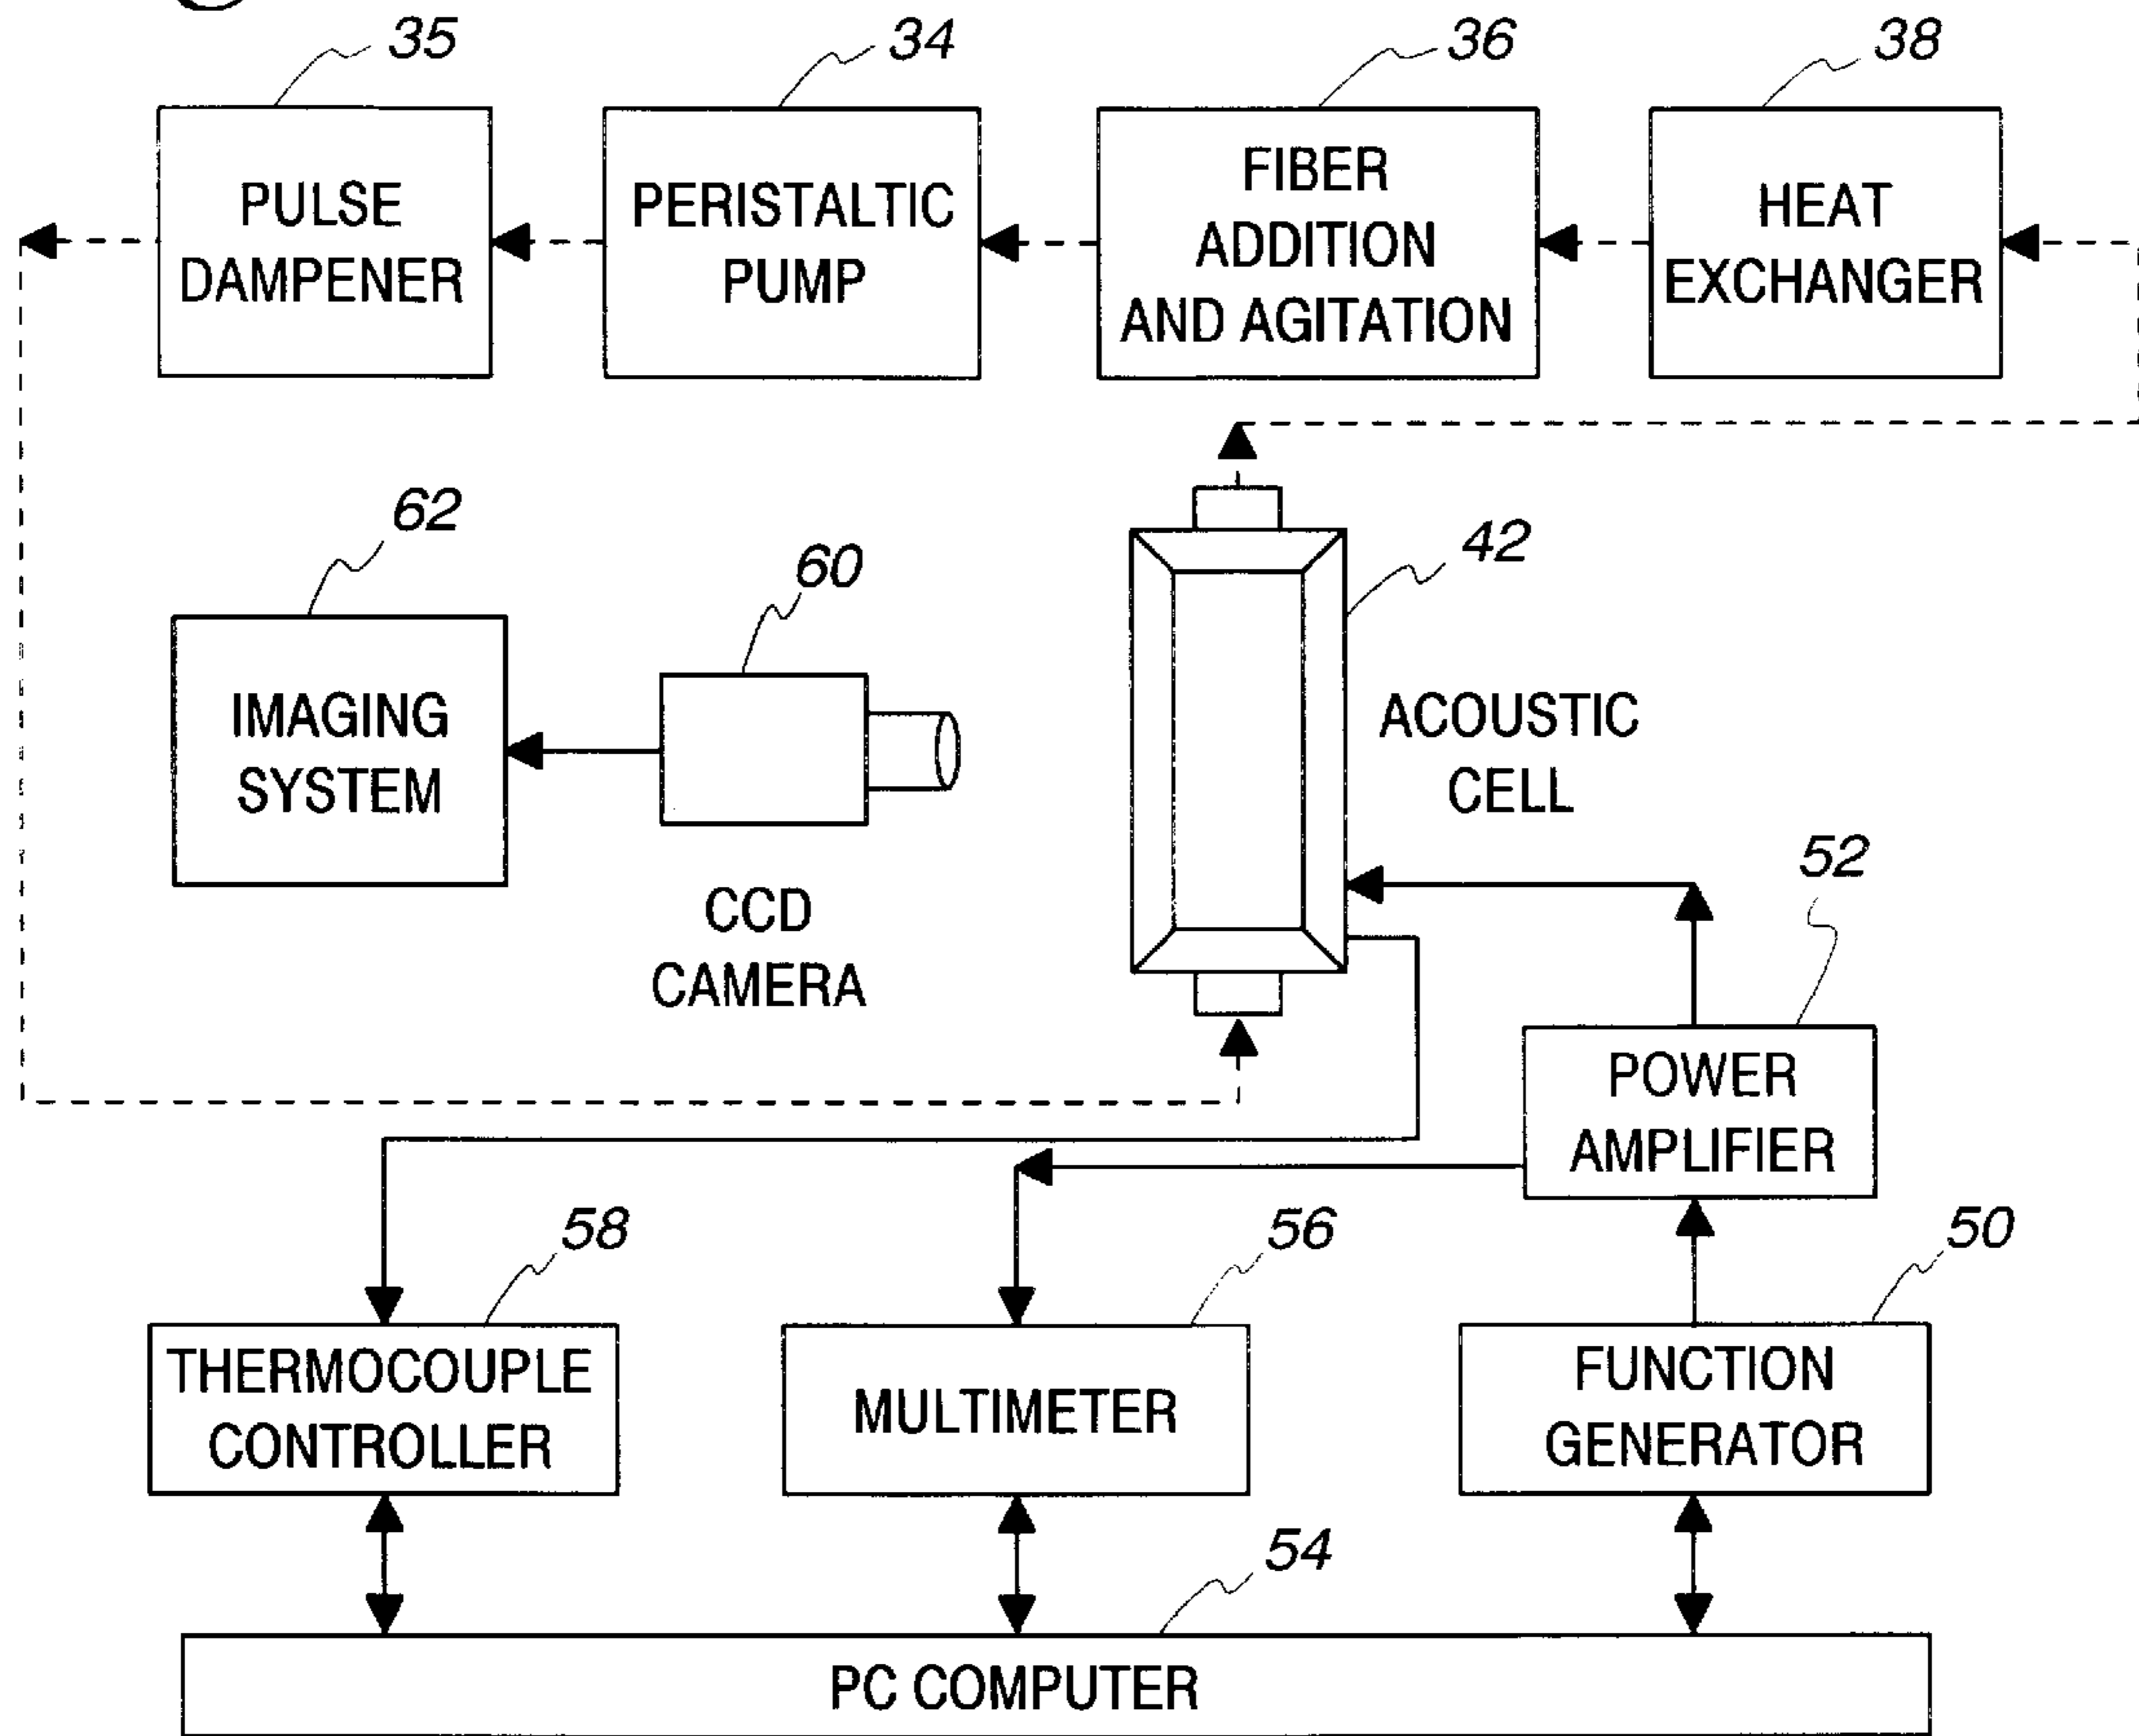 35
34
36
38
PULSE
DAMPENER
PERISTALTIC
PUMP
FIBER
ADDITION
AND AGITATION
HEAT
EXCHANGER
62
60
42
IMAGING
SYSTEM
CCD
CAMERA
ACOUSTIC
CELL
52
POWER
AMPLIFIER
58
56
50
THERMOCOUPLE
CONTROLLER
MULTIMETER
FUNCTION
GENERATOR
54
PC COMPUTER